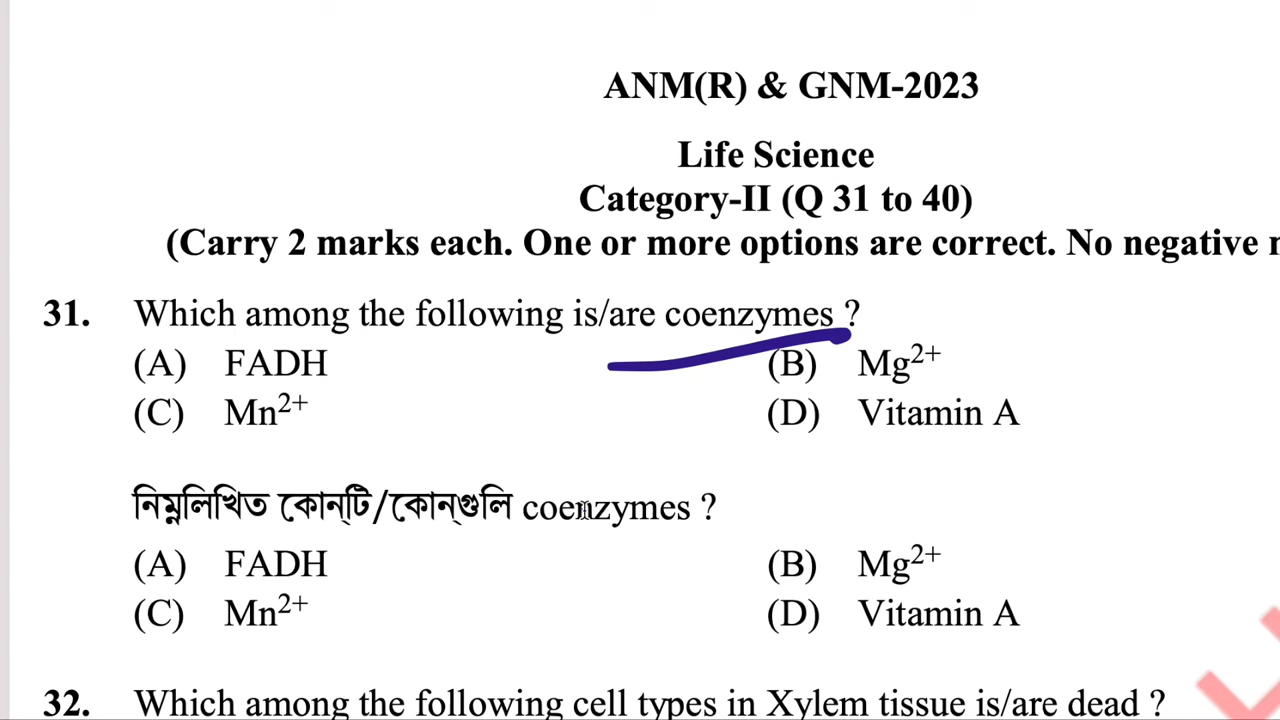 ANM(R) & GNM-2023
Life Science
Category-II (Q 31 to 40)
(Carry 2 marks each. One or more options are correct. No negative
31. Which among the following is/are coenzymes ?
(A) FADH (B) Mg²⁺
(C) Mn²⁺ (D) Vitamin A
নিম্নলিখিত কোন্‌টি/কোন্‌গুলি coenzymes ?
(A) FADH (B) Mg²⁺
(C) Mn²⁺ (D) Vitamin A
32. Which among the following cell types in Xylem tissue is/are dead ?